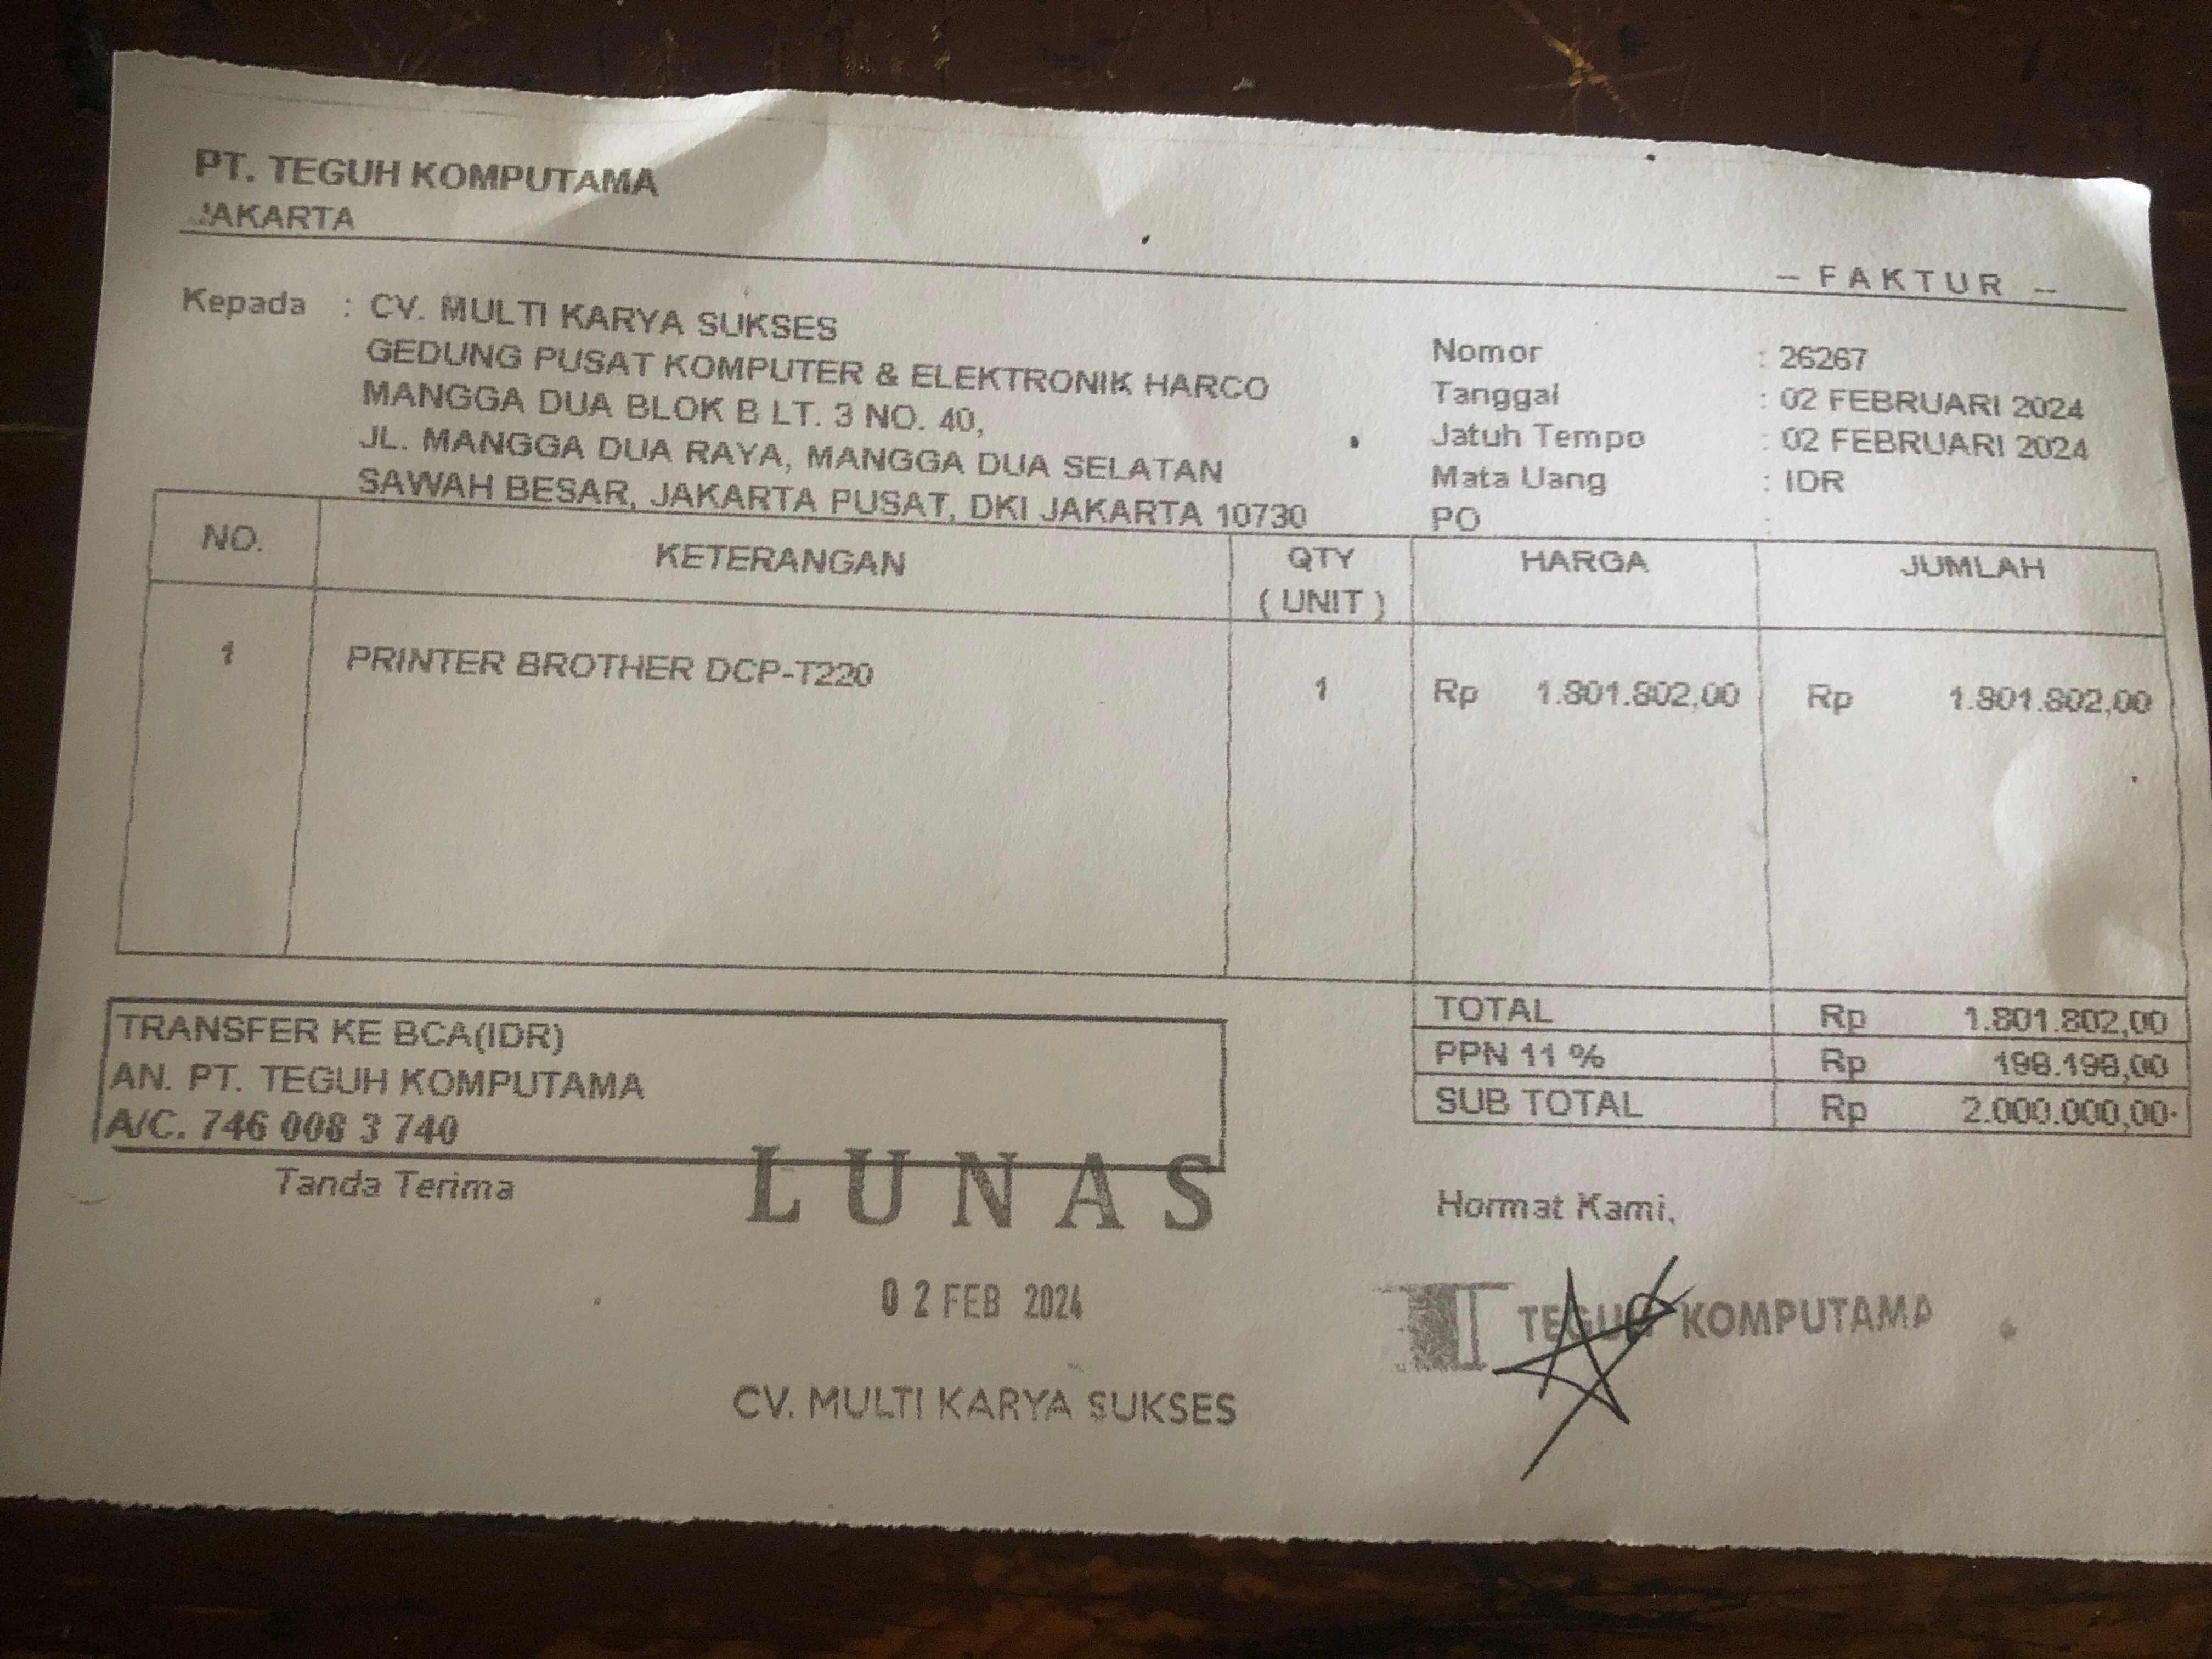 PT. TEGUH KOMPUTAMA
JAKARTA
-- FAKTUR --
Kepada : CV. MULTI KARYA SUKSES
GEDUNG PUSAT KOMPUTER & ELEKTRONIK HARCO
MANGGA DUA BLOK B LT. 3 NO. 40,
JL. MANGGA DUA RAYA, MANGGA DUA SELATAN
SAWAH BESAR, JAKARTA PUSAT, DKI JAKARTA 10730
Nomor : 26267
Tanggal : 02 FEBRUARI 2024
Jatuh Tempo : 02 FEBRUARI 2024
Mata Uang : IDR
PO :
NO. KETERANGAN QTY ( UNIT ) HARGA JUMLAH
1 PRINTER BROTHER DCP-T220 1 Rp 1.801.802,00 Rp 1.801.802,00
TOTAL Rp 1.801.802,00
PPN 11 % Rp 198.198,00
SUB TOTAL Rp 2.000.000,00
TRANSFER KE BCA(IDR)
AN. PT. TEGUH KOMPUTAMA
A/C. 746 008 3 740
Tanda Terima
LUNAS
02 FEB 2024
CV. MULTI KARYA SUKSES
Hormat Kami,
TEGUH KOMPUTAMA